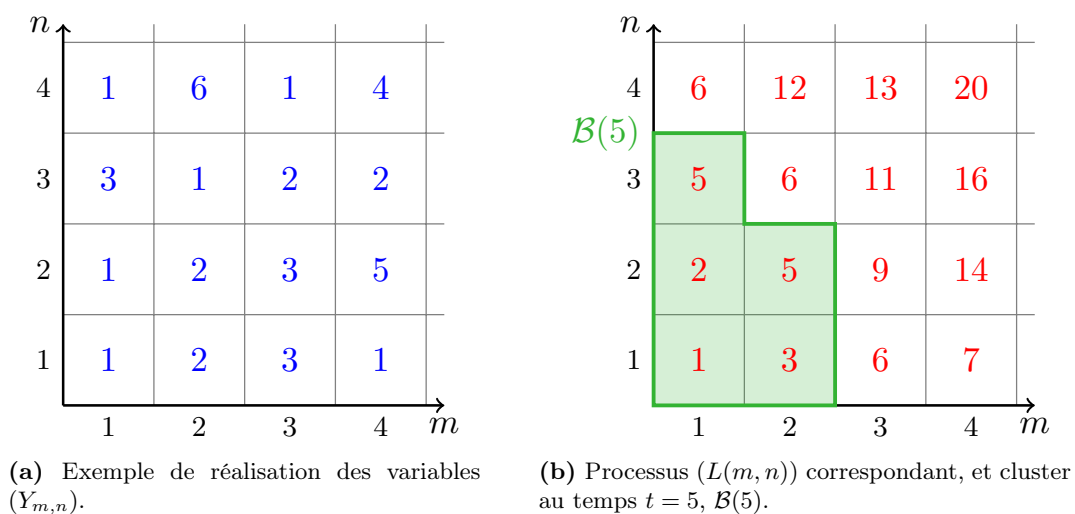 n
4 1 6 1 4
3 3 1 2 2
2 1 2 3 5
1 1 2 3 1
1 2 3 4 m
(a) Exemple de réalisation des variables
(Y_{m,n}).
n
4 6 12 13 20
B(5)
3 5 6 11 16
2 2 5 9 14
1 1 3 6 7
1 2 3 4 m
(b) Processus (L(m, n)) correspondant, et cluster
au temps t = 5, B(5).